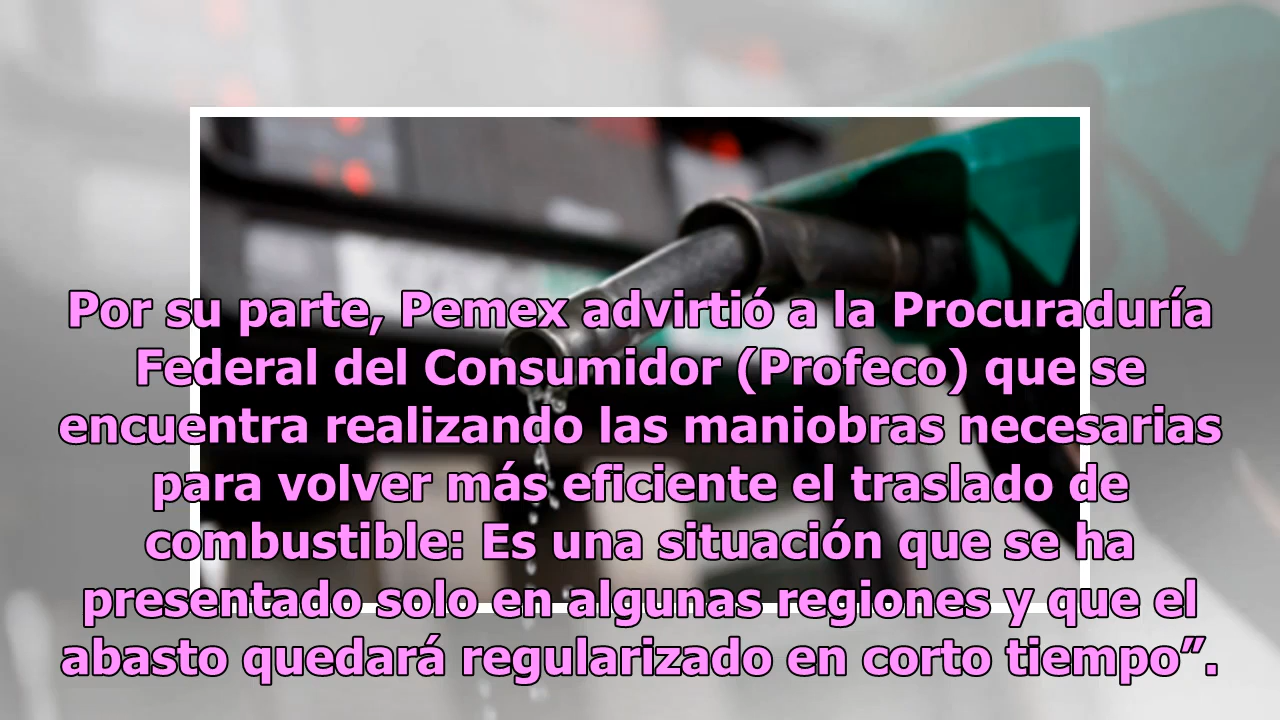 Por su parte, Pemex advirtió a la Procuraduría
Federal del Consumidor (Profeco) que se
encuentra realizando las maniobras necesarias
para volver más eficiente el traslado de
combustible: Es una situación que se ha
presentado solo en algunas regiones y que el
abasto quedará regularizado en corto tiempo”.